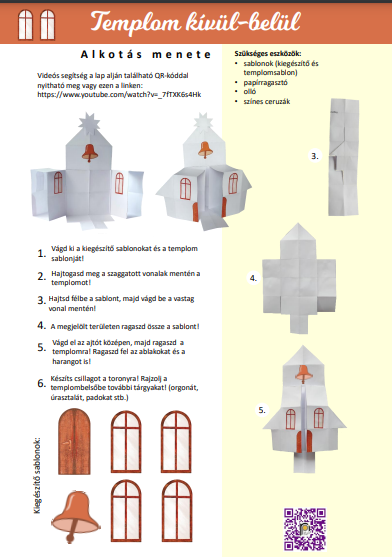 Templom kívül-belül
Alkotás menete
Videós segítség a lap alján található QR-kóddal
nyitható meg vagy ezen a linken:
https://www.youtube.com/watch?v=_7fTXK6s4Hk
Szükséges eszközök:
• sablonok (kiegészítő és
templomsablon)
• papírragasztó
• olló
• színes ceruzák
3.
1. Vágd ki a kiegészítő sablonokat és a templom
sablonját!
2. Hajtogasd meg a szaggatott vonalak mentén a
templomot!
3. Hajtsd félbe a sablont, majd vágd be a vastag
vonal mentén!
4. A megjelölt területen ragaszd össze a sablont!
5. Vágd el az ajtót középen, majd ragaszd a
templomra! Ragaszd fel az ablakokat és a
harangot is!
6. Készíts csillagot a toronyra! Rajzolj a
templombelsőbe további tárgyakat! (orgonát,
úrasztalát, padokat stb.)
4.
5.
Kiegészítő sablonok: